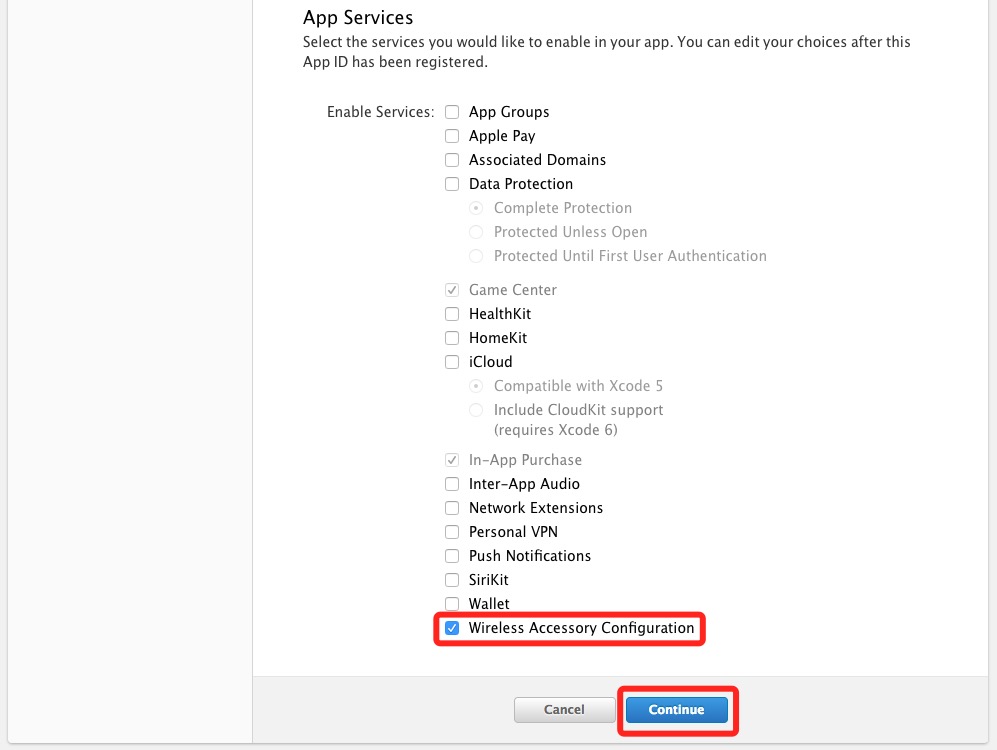 App Services
Select the services you would like to enable in your app. You can edit your choices after this
App ID has been registered.
Enable Services:
App Groups
Apple Pay
Associated Domains
Data Protection
Complete Protection
Protected Unless Open
Protected Until First User Authentication
Game Center
HealthKit
HomeKit
iCloud
Compatible with Xcode 5
Include CloudKit support
(requires Xcode 6)
In-App Purchase
Inter-App Audio
Network Extensions
Personal VPN
Push Notifications
SiriKit
Wallet
Wireless Accessory Configuration
Cancel
Continue